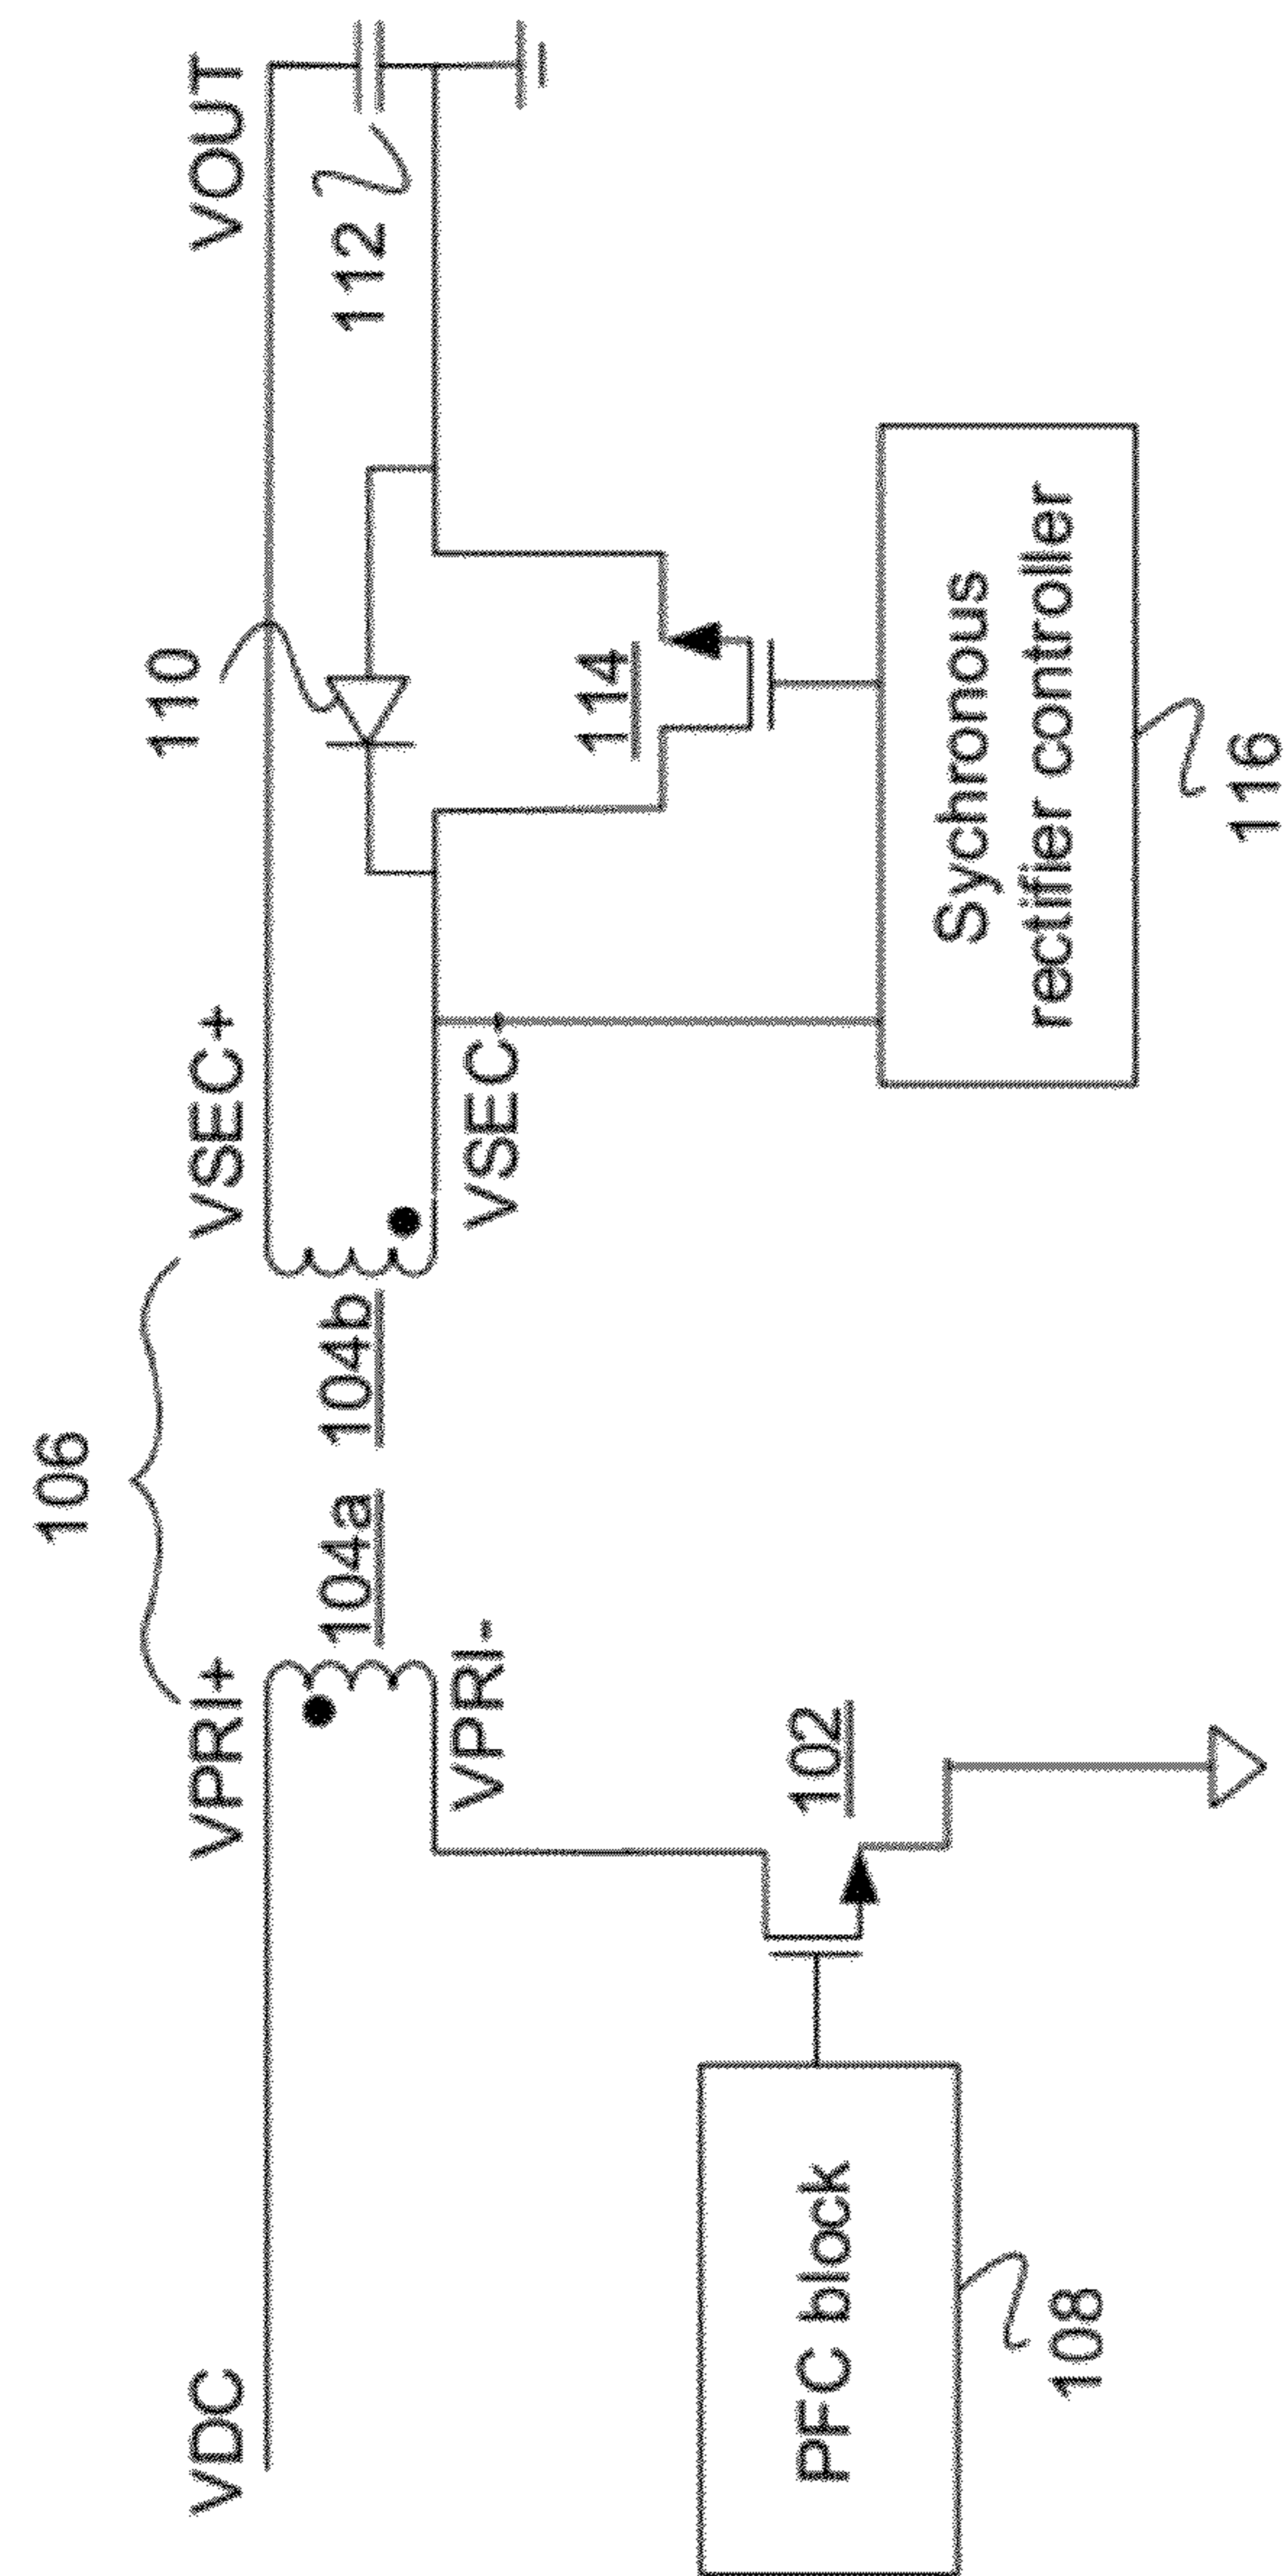 106
VDC
VPRI+
VSEC+
110
VOUT
104a
104b
112
VPRI-
VSEC-
114
102
PFC block
108
Sychronous
rectifier controller
116